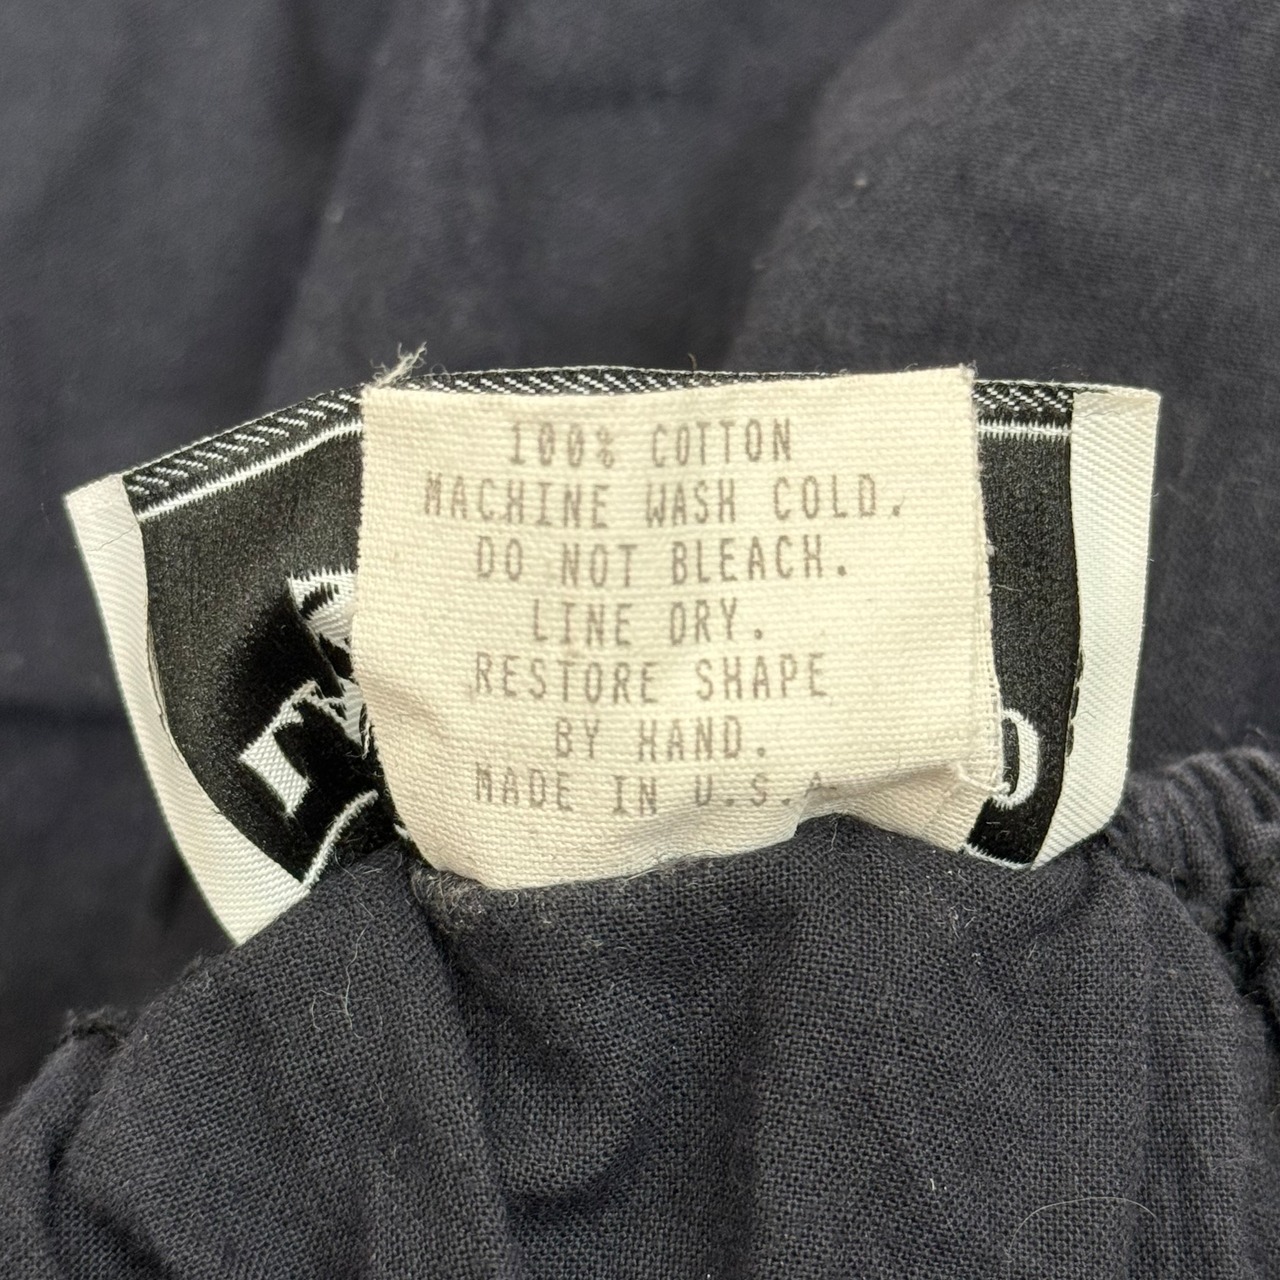 100% COTTON
MACHINE WASH COLD.
DO NOT BLEACH.
LINE DRY.
RESTORE SHAPE
BY HAND.
MADE IN U.S.A